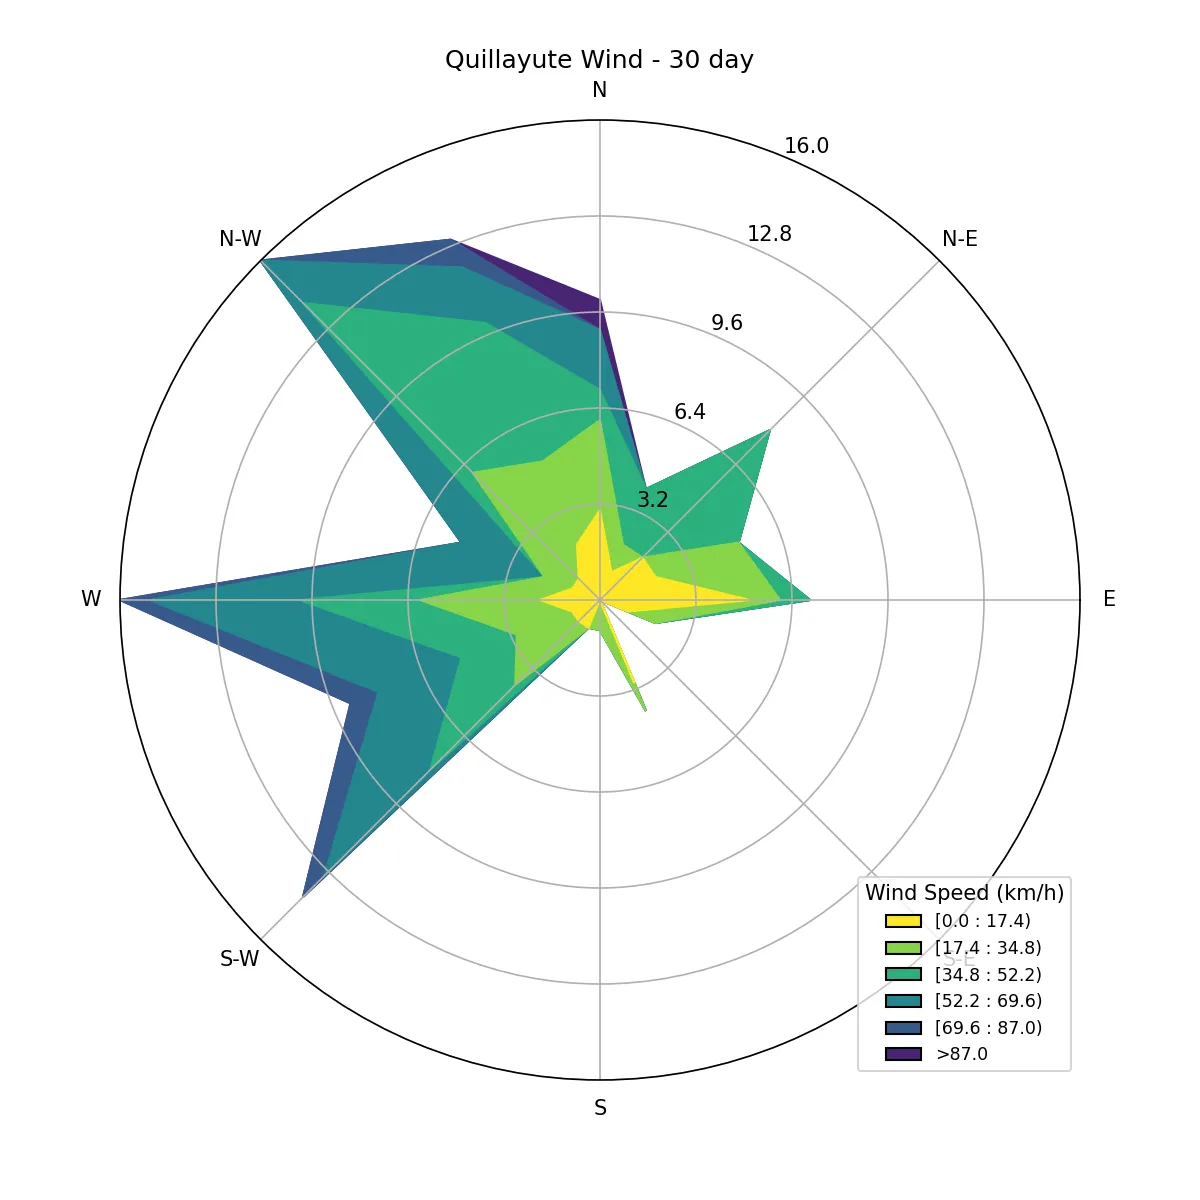 Quillayute Wind - 30 day
N
16.0
12.8
N-W
N-E
9.6
6.4
3.2
W
E
Wind Speed (km/h)
[0.0 : 17.4)
[17.4 : 34.8)
S-W
S-E
[34.8 : 52.2)
[52.2 : 69.6)
[69.6 : 87.0)
>87.0
S